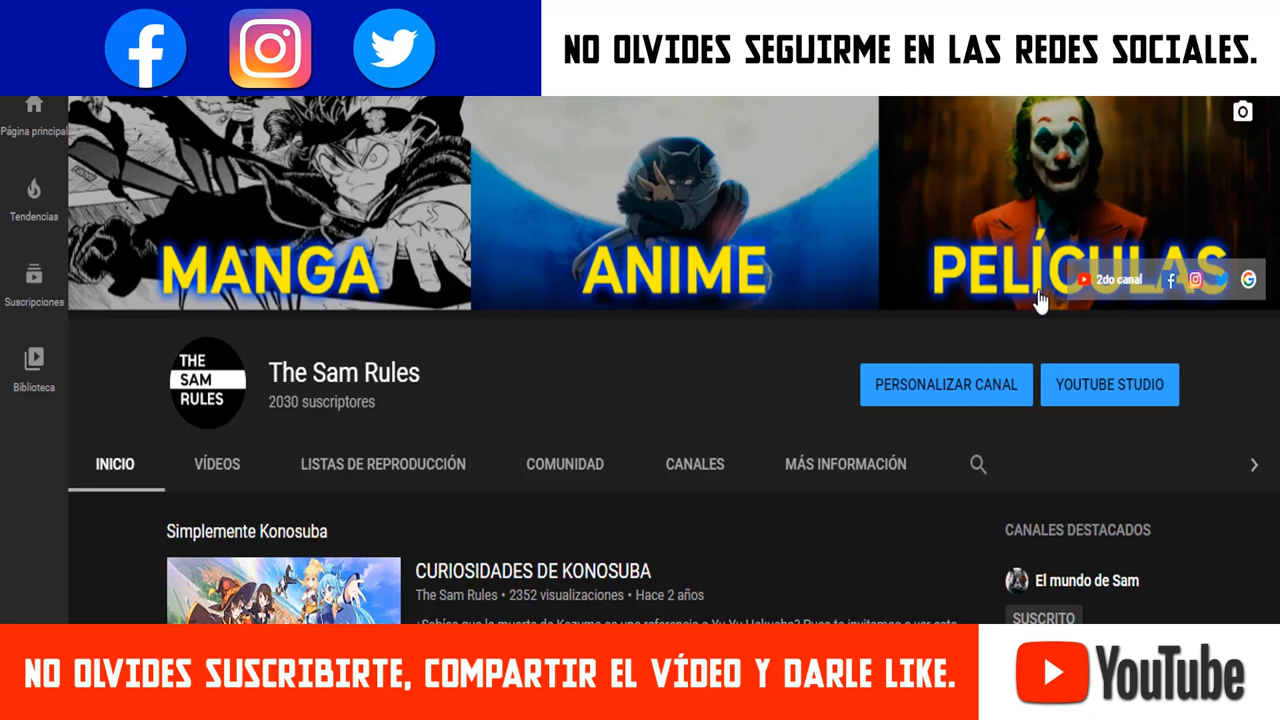 NO OLVIDES SEGUIRME EN LAS REDES SOCIALES.
Página principal
Tendencias
Suscripciones
Biblioteca
MANGA
ANIME
PELÍCULAS
2do canal
THE
SAM
RULES
The Sam Rules
2030 suscriptores
PERSONALIZAR CANAL
YOUTUBE STUDIO
INICIO
VÍDEOS
LISTAS DE REPRODUCCIÓN
COMUNIDAD
CANALES
MÁS INFORMACIÓN
Simplemente Konosuba
CURIOSIDADES DE KONOSUBA
The Sam Rules • 2352 visualizaciones • Hace 2 años
CANALES DESTACADOS
El mundo de Sam
SUSCRITO
NO OLVIDES SUSCRIBIRTE, COMPARTIR EL VÍDEO Y DARLE LIKE.
YouTube